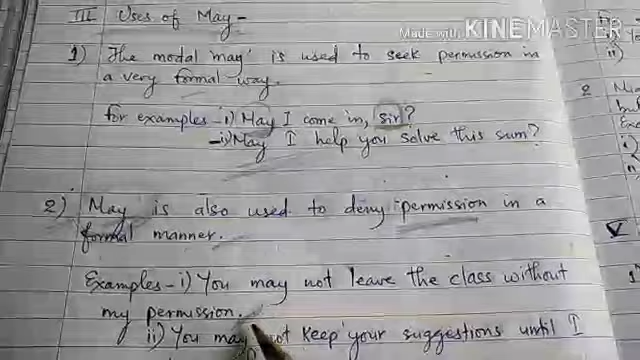 Made with KINEMASTER
III Uses of May
1) The modal 'may' is used to seek permission in
a very formal way.
for examples - i) May I come in, sir?
- ii) May I help you solve this sum?
2) May is also used to deny permission in a
formal manner.
Examples - i) You may not leave the class without
my permission.
ii) You may not keep your suggestions until I
ii)
2
i)
V